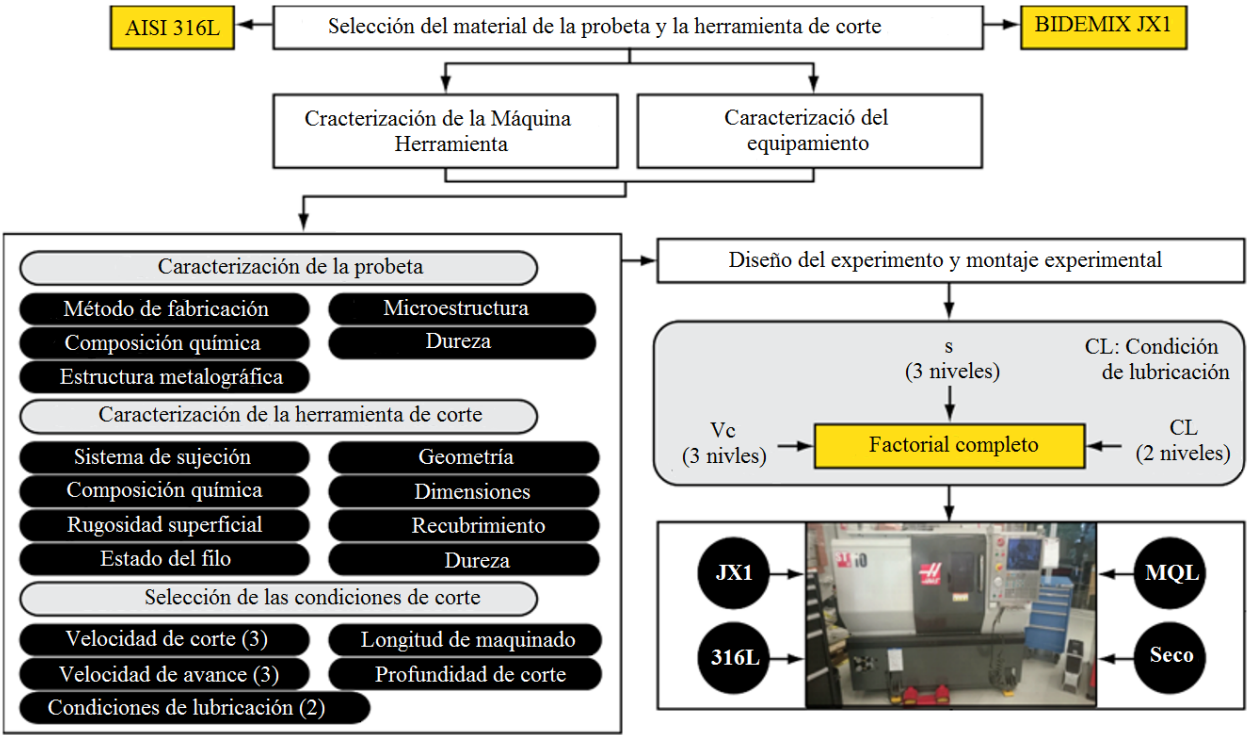 AISI 316L
Selección del material de la probeta y la herramienta de corte
BIDEMIX JX1
Cracterización de la Máquina
Herramienta
Caracterizació del
equipamiento
Caracterización de la probeta
Método de fabricación
Microestructura
Composición química
Dureza
Estructura metalográfica
Caracterización de la herramienta de corte
Sistema de sujeción
Geometría
Composición química
Dimensiones
Rugosidad superficial
Recubrimiento
Estado del filo
Dureza
Selección de las condiciones de corte
Velocidad de corte (3)
Longitud de maquinado
Velocidad de avance (3)
Profundidad de corte
Condiciones de lubricación (2)
Diseño del experimento y montaje experimental
s
(3 niveles)
CL: Condición
de lubricación
Vc
(3 nivles)
Factorial completo
CL
(2 niveles)
JX1
316L
MQL
Seco